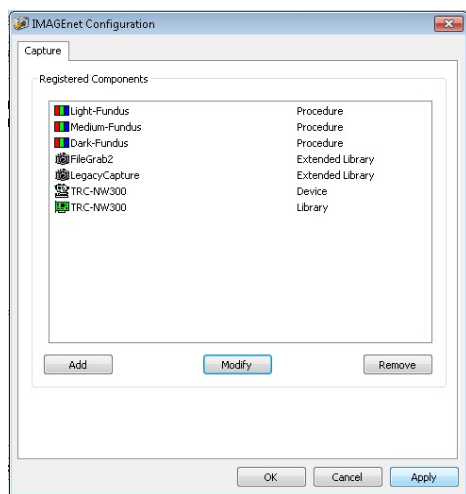 IMAGEnet Configuration
Capture
Registered Components
Light-Fundus Procedure
Medium-Fundus Procedure
Dark-Fundus Procedure
FileGrab2 Extended Library
LegacyCapture Extended Library
TRC-NW300 Device
TRC-NW300 Library
Add Modify Remove
OK Cancel Apply